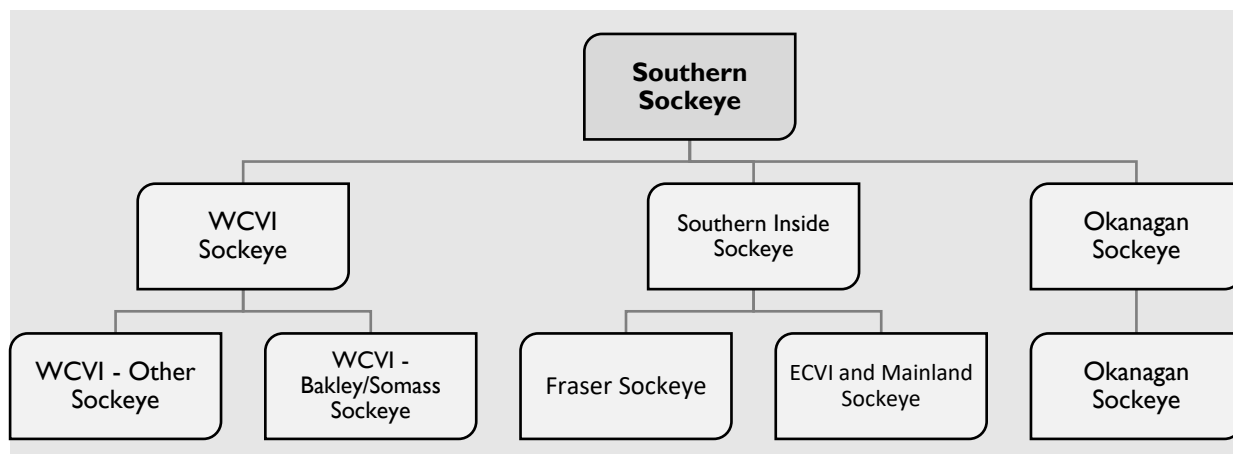 Southern
Sockeye
WCVI
Sockeye
Southern Inside
Sockeye
Okanagan
Sockeye
WCVI - Other
Sockeye
WCVI -
Bakley/Somass
Sockeye
Fraser Sockeye
ECVI and Mainland
Sockeye
Okanagan
Sockeye